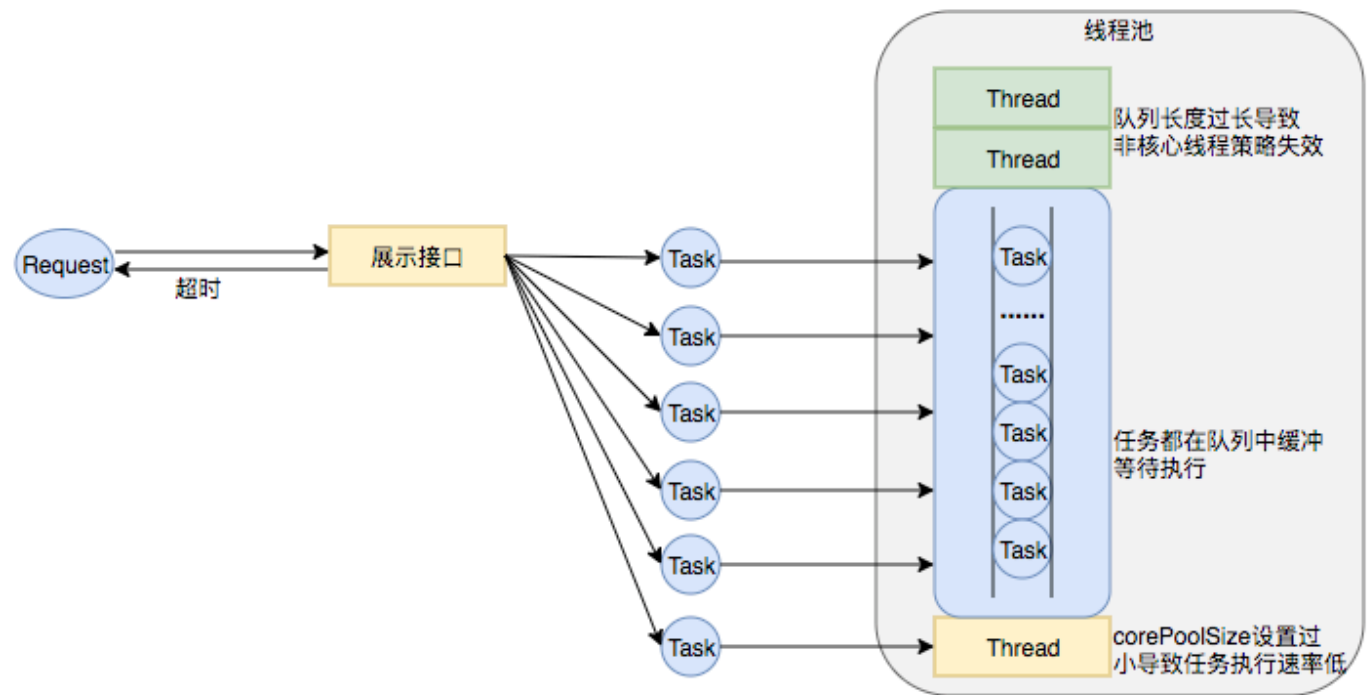 线程池
Thread
队列长度过长导致
非核心线程策略失效
Thread
Request
超时
展示接口
Task
Task
Task
Task
Task
Task
Task
......
Task
Task
Task
Task
任务都在队列中缓冲
等待执行
Thread
corePoolSize设置过
小导致任务执行速率低